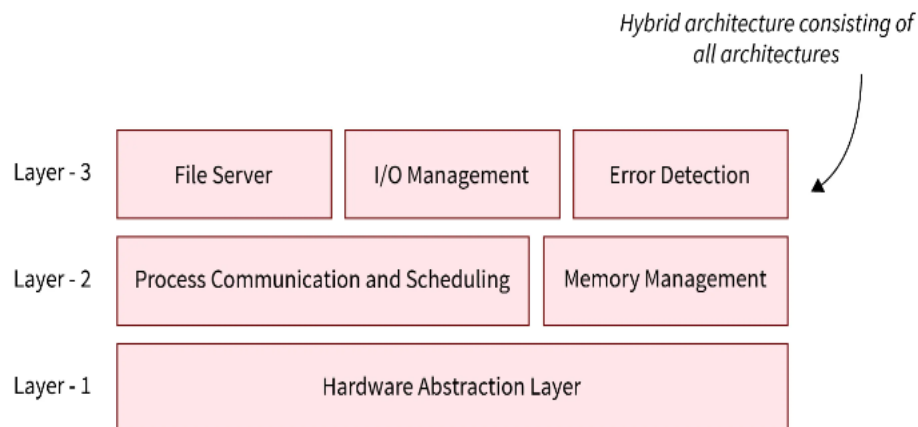 Hybrid architecture consisting of
all architectures
Layer - 3
File Server
I/O Management
Error Detection
Layer - 2
Process Communication and Scheduling
Memory Management
Layer - 1
Hardware Abstraction Layer